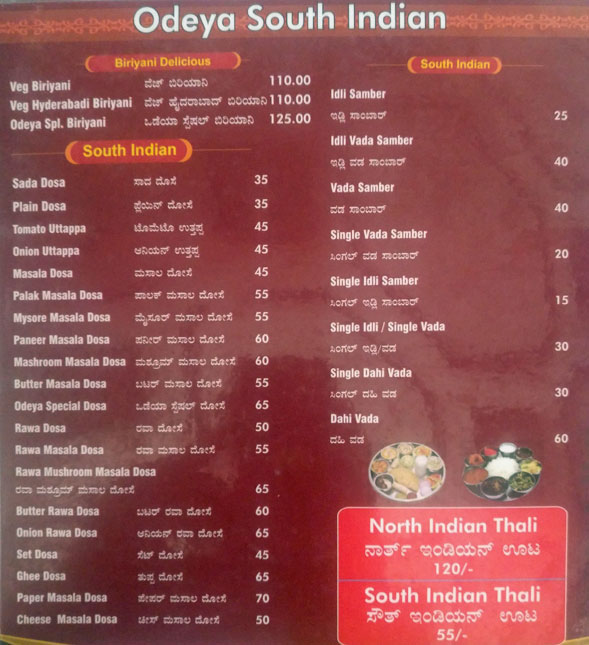 Odeya South Indian
Biriyani Delicious
Veg Biriyani ವೆಜ್ ಬಿರಿಯಾನಿ 110.00
Veg Hyderabadi Biriyani ವೆಜ್ ಹೈದರಾಬಾದ್ ಬಿರಿಯಾನಿ 110.00
Odeya Spl. Biriyani ಒಡೆಯಾ ಸ್ಪೆಷಲ್ ಬಿರಿಯಾನಿ 125.00
South Indian
Sada Dosa ಸಾದ ದೊಸೆ 35
Plain Dosa ಪ್ಲೆಯಿನ್ ದೋಸೆ 35
Tomato Uttappa ಟೊಮೆಟೊ ಉತ್ತಪ್ಪ 45
Onion Uttappa ಆನಿಯನ್ ಉತ್ತಪ್ಪ 45
Masala Dosa ಮಸಾಲ ದೋಸೆ 45
Palak Masala Dosa ಪಾಲಕ್ ಮಸಾಲ ದೋಸೆ 55
Mysore Masala Dosa ಮೈಸೂರ್ ಮಸಾಲ ದೋಸೆ 55
Paneer Masala Dosa ಪನೀರ್ ಮಸಾಲ ದೋಸೆ 60
Mashroom Masala Dosa ಮಶ್ರೂಮ್ ಮಸಾಲ ದೋಸೆ 60
Butter Masala Dosa ಬಟರ್ ಮಸಾಲ ದೋಸೆ 55
Odeya Special Dosa ಒಡೆಯಾ ಸ್ಪೆಷಲ್ ದೋಸೆ 65
Rawa Dosa ರವಾ ದೋಸೆ 50
Rawa Masala Dosa ರವಾ ಮಸಾಲ ದೋಸೆ 55
Rawa Mushroom Masala Dosa
ರವಾ ಮಶ್ರೂಮ್ ಮಸಾಲ ದೋಸೆ 65
Butter Rawa Dosa ಬಟರ್ ರವಾ ದೋಸೆ 60
Onion Rawa Dosa ಆನಿಯನ್ ರವಾ ದೋಸೆ 65
Set Dosa ಸೆಟ್ ದೋಸೆ 45
Ghee Dosa ತುಪ್ಪ ದೋಸೆ 65
Paper Masala Dosa ಪೇಪರ್ ಮಸಾಲ ದೋಸೆ 70
Cheese Masala Dosa ಚೀಸ್ ಮಸಾಲ ದೋಸೆ 50
South Indian
Idli Samber
ಇಡ್ಲಿ ಸಾಂಬಾರ್ 25
Idli Vada Samber
ಇಡ್ಲಿ ವಡ ಸಾಂಬಾರ್ 40
Vada Samber
ವಡ ಸಾಂಬಾರ್ 40
Single Vada Samber
ಸಿಂಗಲ್ ವಡ ಸಾಂಬಾರ್ 20
Single Idli Samber
ಸಿಂಗಲ್ ಇಡ್ಲಿ ಸಾಂಬಾರ್ 15
Single Idli / Single Vada
ಸಿಂಗಲ್ ಇಡ್ಲಿ/ವಡ 30
Single Dahi Vada
ಸಿಂಗಲ್ ದಹಿ ವಡ 30
Dahi Vada
ದಹಿ ವಡ 60
North Indian Thali
ನಾರ್ತ್ ಇಂಡಿಯನ್ ಊಟ
120/-
South Indian Thali
ಸೌತ್ ಇಂಡಿಯನ್ ಊಟ
55/-